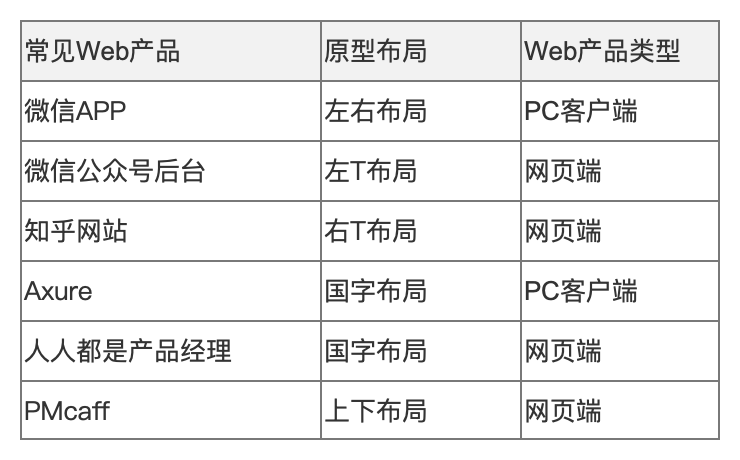 常见Web产品 原型布局 Web产品类型
微信APP 左右布局 PC客户端
微信公众号后台 左T布局 网页端
知乎网站 右T布局 网页端
Axure 国字布局 PC客户端
人人都是产品经理 国字布局 网页端
PMcaff 上下布局 网页端